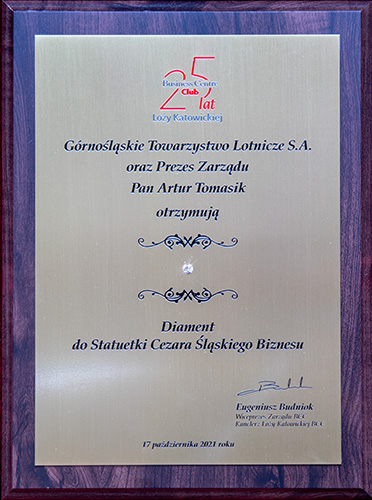 25 lat
Business Centre
Club
Loży Katowickiej
Górnośląskie Towarzystwo Lotnicze S.A.
oraz Prezes Zarządu
Pan Artur Tomasik
otrzymują
Diament
do Statuetki Cezara Śląskiego Biznesu
Eugeniusz Budniok
Wiceprezes Zarządu BCC
Kanclerz Loży Katowickiej BCC
17 października 2021 roku